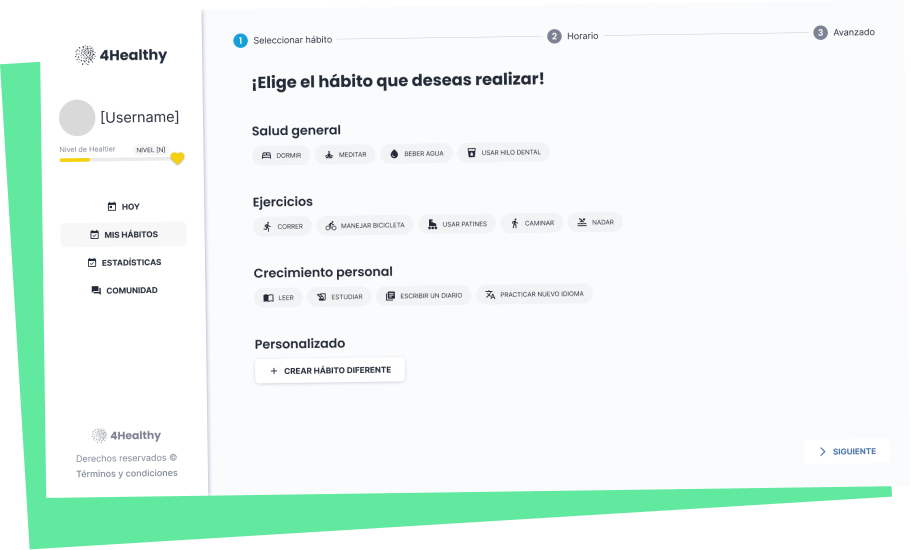 4Healthy
[Username]
Nivel de Healtier NIVEL [N]
HOY
MIS HÁBITOS
ESTADÍSTICAS
COMUNIDAD
4Healthy
Derechos reservados ©
Términos y condiciones
1 Seleccionar hábito 2 Horario 3 Avanzado
¡Elige el hábito que deseas realizar!
Salud general
DORMIR MEDITAR BEBER AGUA USAR HILO DENTAL
Ejercicios
CORRER MANEJAR BICICLETA USAR PATINES CAMINAR NADAR
Crecimiento personal
LEER ESTUDIAR ESCRIBIR UN DIARIO PRACTICAR NUEVO IDIOMA
Personalizado
+ CREAR HÁBITO DIFERENTE
SIGUIENTE